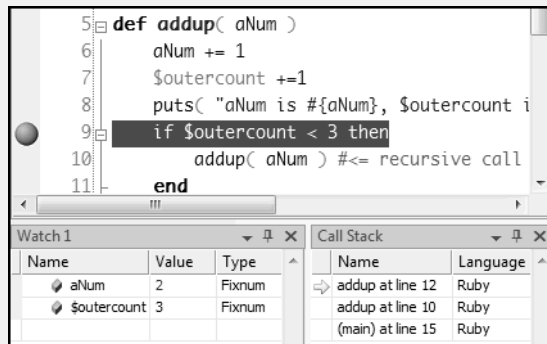 5 def addup( aNum )
6 aNum += 1
7 $outercount +=1
8 puts( "aNum is #{aNum}, $outercount i
9 if $outercount < 3 then
10 addup( aNum ) #<= recursive call
11 end
Watch 1
Name Value Type
aNum 2 Fixnum
$outercount 3 Fixnum
Call Stack
Name Language
addup at line 12 Ruby
addup at line 10 Ruby
(main) at line 15 Ruby